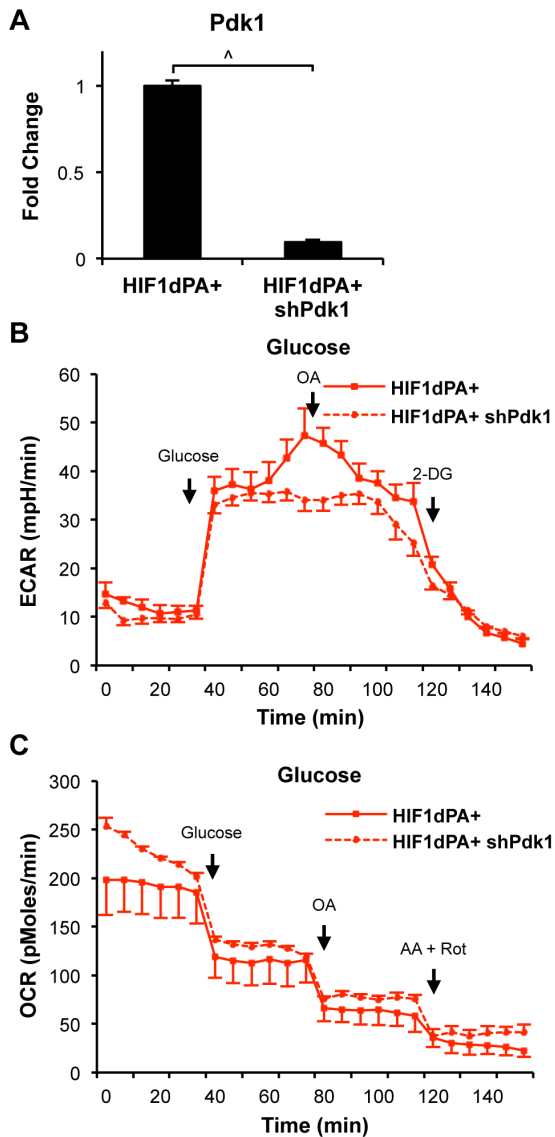 A
Pdk1
^
1
0.5
0
Fold Change
HIF1dPA+
HIF1dPA+
shPdk1
B
Glucose
OA
HIF1dPA+
HIF1dPA+ shPdk1
Glucose
2-DG
60
50
40
30
20
10
0
ECAR (mpH/min)
0 20 40 60 80 100 120 140
Time (min)
C
Glucose
HIF1dPA+
HIF1dPA+ shPdk1
Glucose
OA
AA + Rot
300
250
200
150
100
50
0
OCR (pMoles/min)
0 20 40 60 80 100 120 140
Time (min)